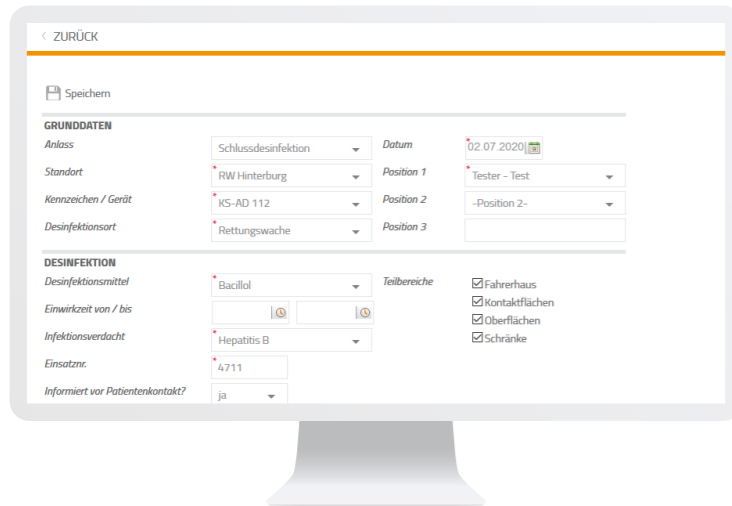 < ZURÜCK
Speichern
GRUNDDATEN
Anlass Schlussdesinfektion Datum * 02.07.2020
Standort * RW Hinterburg Position 1 * Tester - Test
Kennzeichen / Gerät * KS-AD 112 Position 2 -Position 2-
Desinfektionsort * Rettungswache Position 3
DESINFEKTION
Desinfektionsmittel * Bacillol Teilbereiche Fahrerhaus
Einwirkzeit von / bis Kontaktflächen
Oberflächen
Infektionsverdacht * Hepatitis B Schränke
Einsatznr. * 4711
Informiert vor Patientenkontakt? ja